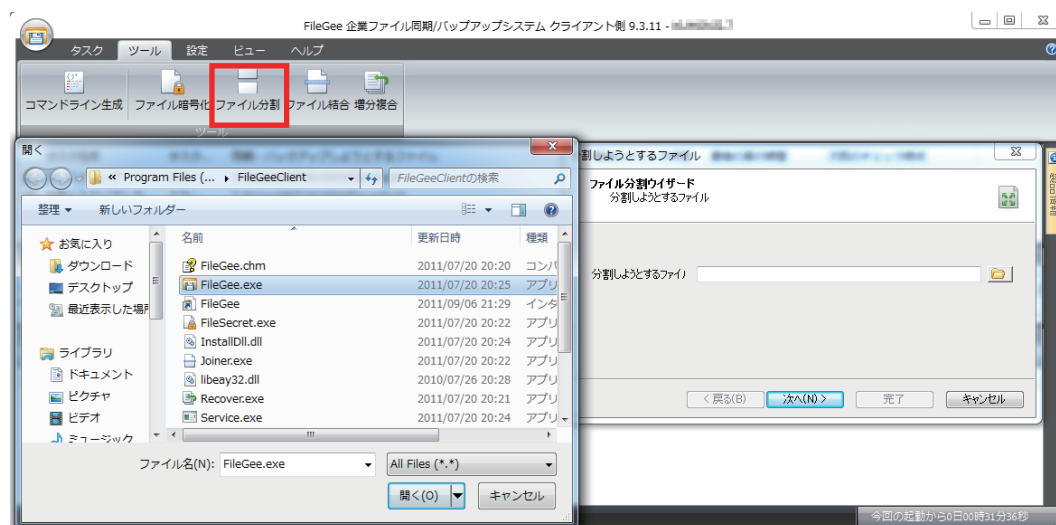 FileGee 企業ファイル同期/バップアップシステム クライアント側 9.3.11 -
タスク ツール 設定 ビュー ヘルプ
コマンドライン生成 ファイル暗号化 ファイル分割 ファイル結合 増分複合
ツール
開く
« Program Files (... ▸ FileGeeClient
FileGeeClientの検索
整理 新しいフォルダー
お気に入り
ダウンロード
デスクトップ
最近表示した場所
ライブラリ
ドキュメント
ピクチャ
ビデオ
ミュージック
名前 更新日時 種類
FileGee.chm 2011/07/20 20:20 コンパ
FileGee.exe 2011/07/20 20:25 アプリ
FileGee 2011/09/06 21:29 インタ
FileSecret.exe 2011/07/20 20:22 アプリ
InstallDll.dll 2011/07/20 20:24 アプリ
Joiner.exe 2011/07/20 20:22 アプリ
libeay32.dll 2010/07/26 20:28 アプリ
Recover.exe 2011/07/20 20:21 アプリ
Service.exe 2011/07/20 20:24 アプリ
ファイル名(N): FileGee.exe All Files (*.*)
開く(O) キャンセル
割しようとするファイル
ファイル分割ウイザード
分割しようとするファイル
分割しようとするファイル
< 戻る(B) 次へ(N) > 完了 キャンセル
今回の起動から0日00時31分36秒